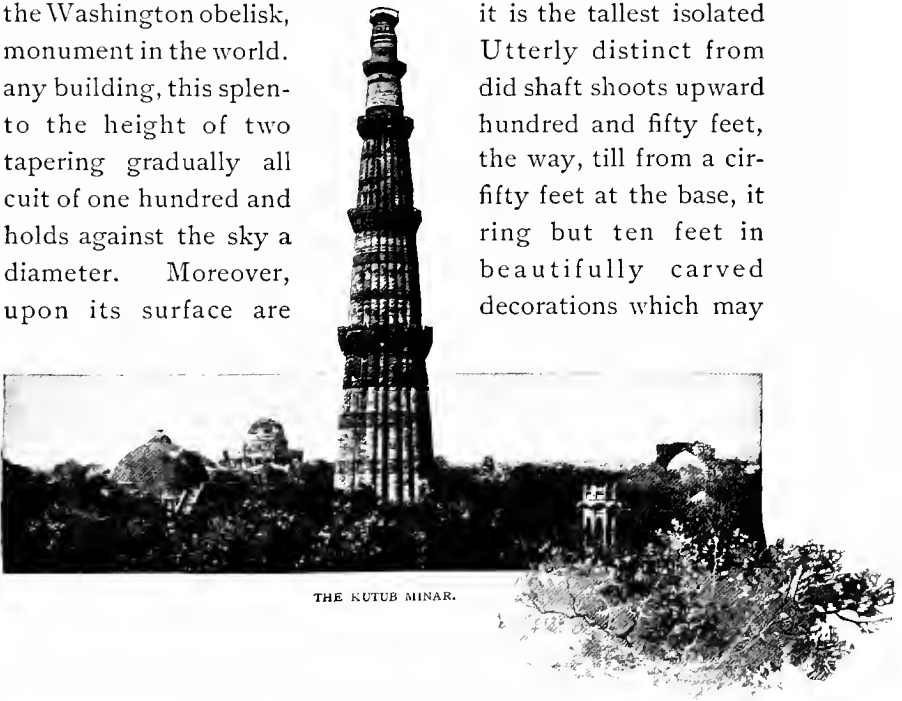 the Washington obelisk, it is the tallest isolated
monument in the world. Utterly distinct from
any building, this splen- did shaft shoots upward
to the height of two hundred and fifty feet,
tapering gradually all the way, till from a cir-
cuit of one hundred and fifty feet at the base, it
holds against the sky a ring but ten feet in
diameter. Moreover, beautifully carved
upon its surface are decorations which may
THE KUTUB MINAR.